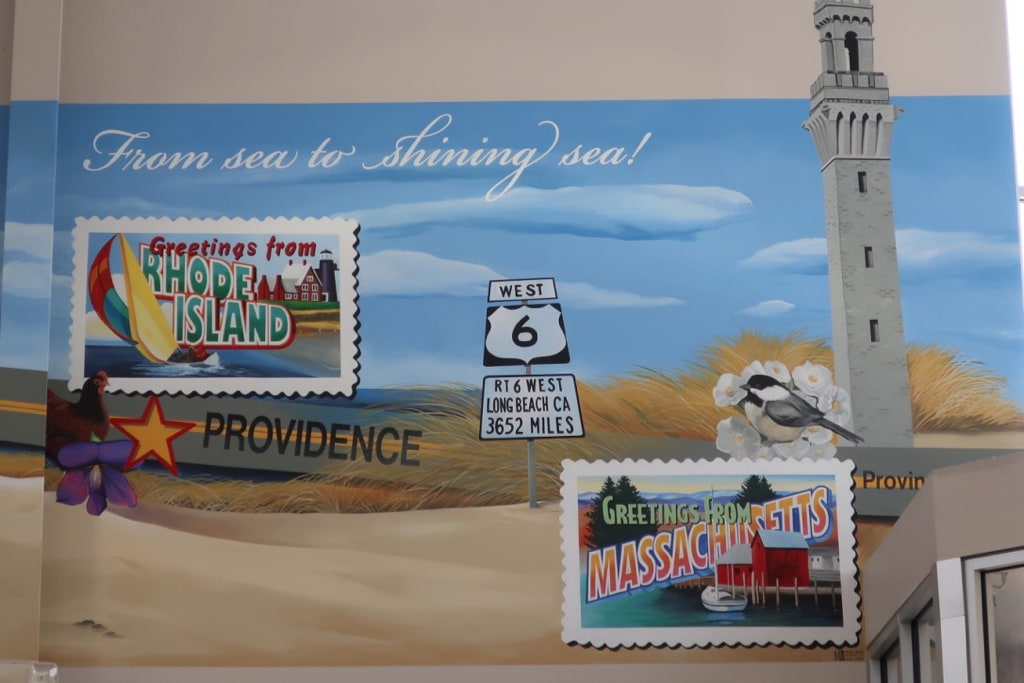 From sea to shining sea!
Greetings from
RHODE
ISLAND
WEST
6
RT 6 WEST
LONG BEACH CA
3652 MILES
PROVIDENCE
Provin
GREETINGS FROM
MASSACHUSETTS